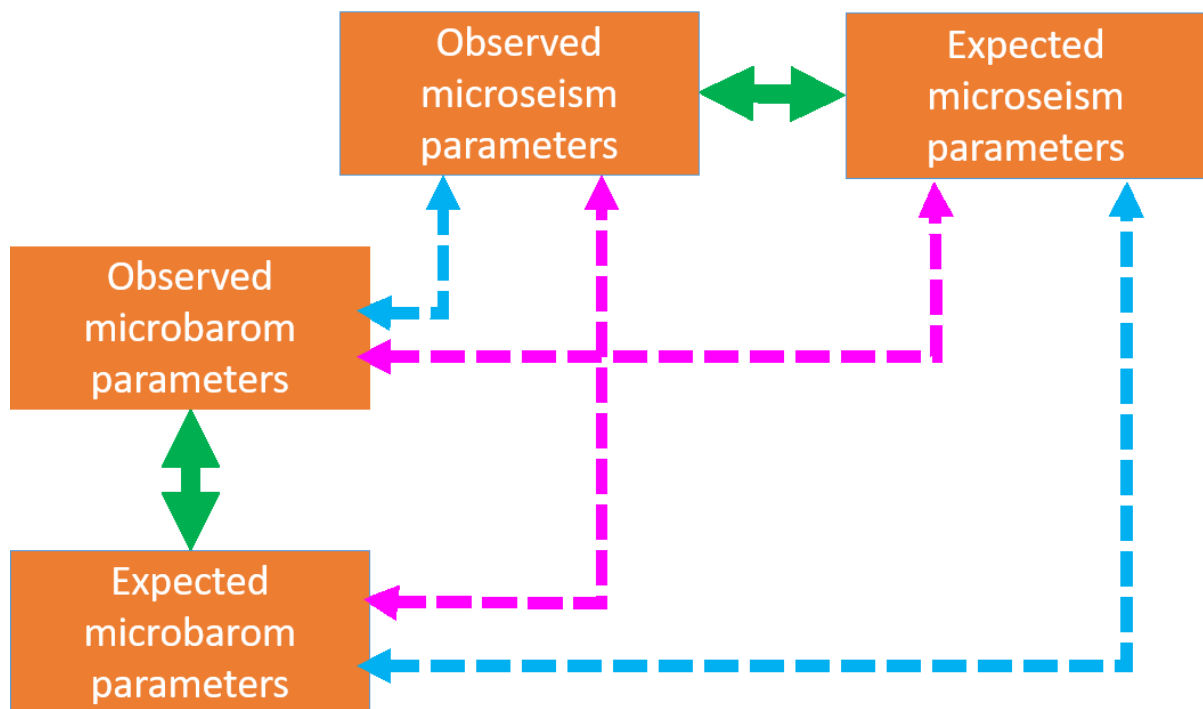 Observed
microseism
parameters
Expected
microseism
parameters
Observed
microbarom
parameters
Expected
microbarom
parameters